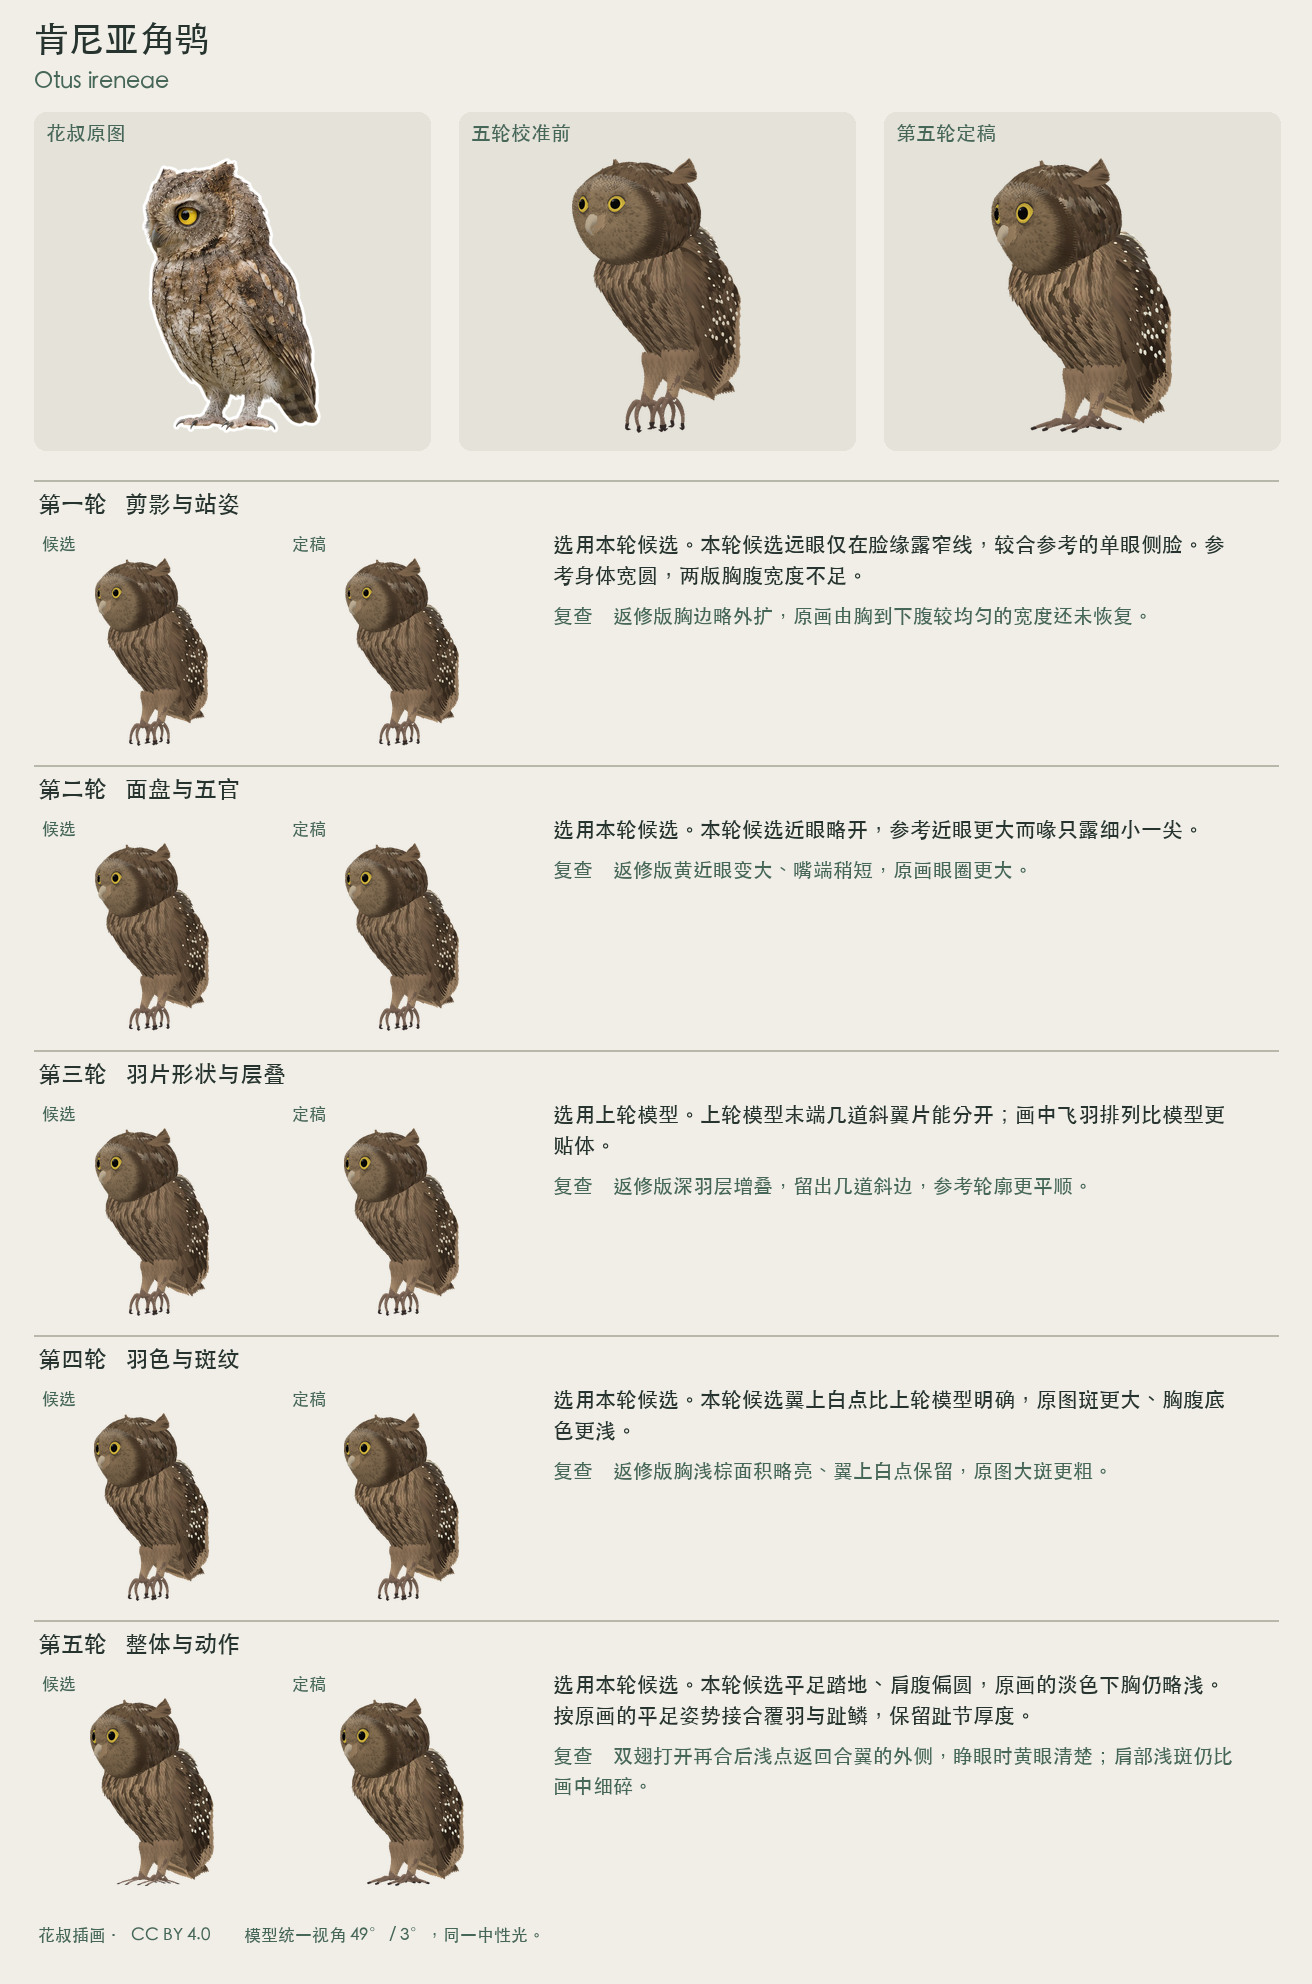 肯尼亚角鸮
Otus ireneae
花叔原图
五轮校准前
第五轮定稿
第一轮 剪影与站姿
候选
定稿
选用本轮候选。本轮候选远眼仅在脸缘露窄线，较合参考的单眼侧脸。参
考身体宽圆，两版胸腹宽度不足。
复查 返修版胸边略外扩，原画由胸到下腹较均匀的宽度还未恢复。
第二轮 面盘与五官
候选
定稿
选用本轮候选。本轮候选近眼略开，参考近眼更大而喙只露细小一尖。
复查 返修版黄近眼变大、嘴端稍短，原画眼圈更大。
第三轮 羽片形状与层叠
候选
定稿
选用上轮模型。上轮模型末端几道斜翼片能分开；画中飞羽排列比模型更
贴体。
复查 返修版深羽层增叠，留出几道斜边，参考轮廓更平顺。
第四轮 羽色与斑纹
候选
定稿
选用本轮候选。本轮候选翼上白点比上轮模型明确，原图斑更大、胸腹底
色更浅。
复查 返修版胸浅棕面积略亮、翼上白点保留，原图大斑更粗。
第五轮 整体与动作
候选
定稿
选用本轮候选。本轮候选平足踏地、肩腹偏圆，原画的淡色下胸仍略浅。
按原画的平足姿势接合覆羽与趾鳞，保留趾节厚度。
复查 双翅打开再合后浅点返回合翼的外侧，睁眼时黄眼清楚；肩部浅斑仍比
画中细碎。
花叔插画 · CC BY 4.0 模型统一视角 49° / 3° ，同一中性光。